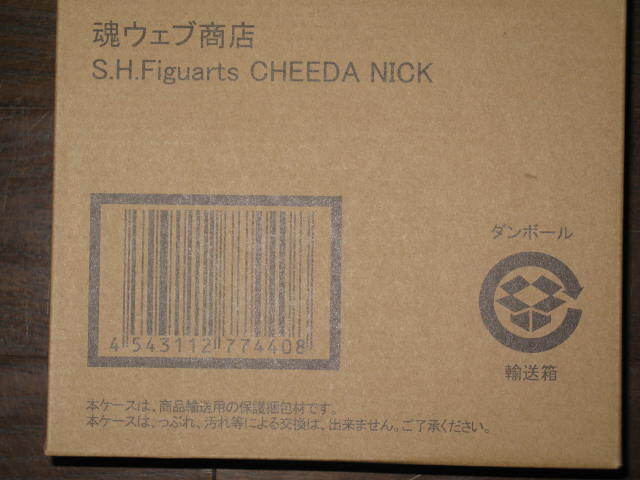 魂ウェブ商店
S.H.Figuarts CHEEDA NICK
ダンボール
4 543112 774408
輸送箱
本ケースは、商品輸送用の保護梱包材です。
本ケースは、つぶれ、汚れ等による交換は、出来ません。ご了承ください。